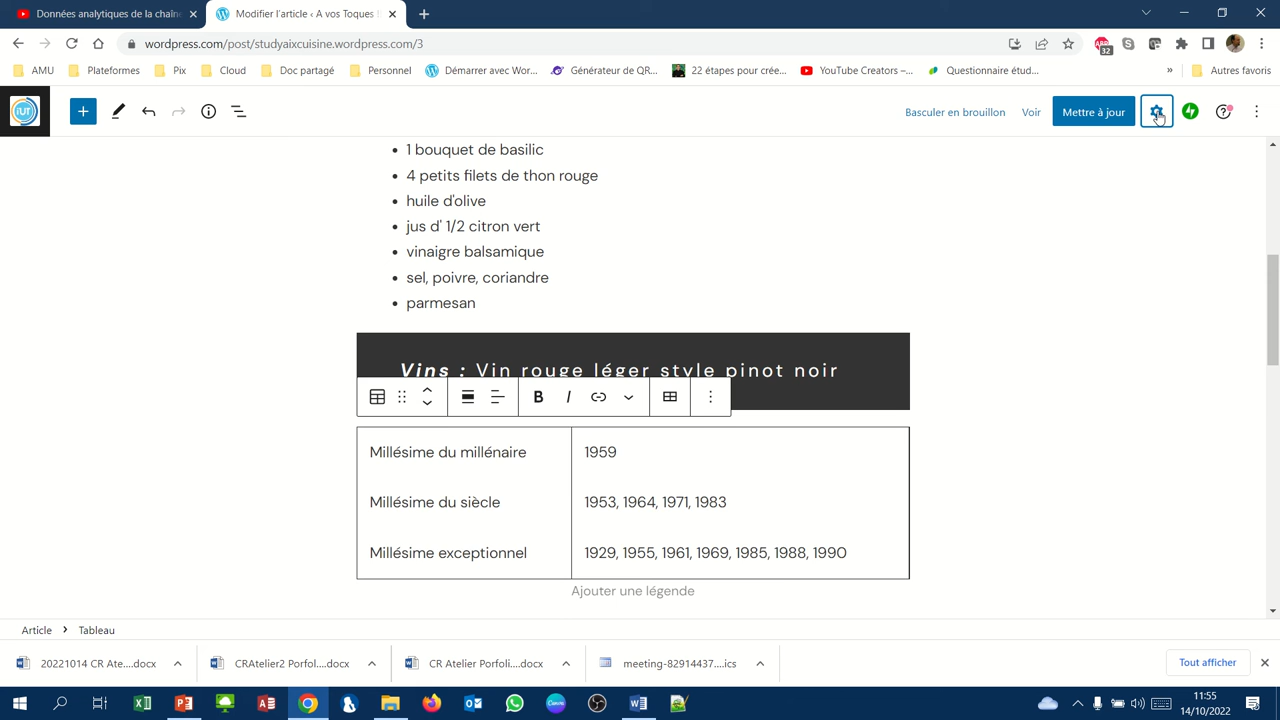 Données analytiques de la chaîne
Modifier l'article ‹ A vos Toques
wordpress.com/post/studyaixcuisine.wordpress.com/3
32
AMU
Plateformes
Pix
Cloud
Doc partagé
Personnel
Démarrer avec Wor...
Générateur de QR...
22 étapes pour crée...
YouTube Creators –...
Questionnaire étud...
»
Autres favoris
iUT
Basculer en brouillon
Voir
Mettre à jour
• 1 bouquet de basilic
• 4 petits filets de thon rouge
• huile d'olive
• jus d' 1/2 citron vert
• vinaigre balsamique
• sel, poivre, coriandre
• parmesan
Vins : Vin rouge léger style pinot noir
B I
Millésime du millénaire 1959
Millésime du siècle 1953, 1964, 1971, 1983
Millésime exceptionnel 1929, 1955, 1961, 1969, 1985, 1988, 1990
Ajouter une légende
Article › Tableau
20221014 CR Ate...docx
CRAtelier2 Porfol....docx
CR Atelier Porfoli....docx
meeting-82914437....ics
Tout afficher
11:55
14/10/2022